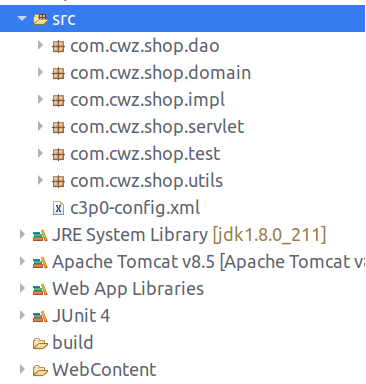 src
com.cwz.shop.dao
com.cwz.shop.domain
com.cwz.shop.impl
com.cwz.shop.servlet
com.cwz.shop.test
com.cwz.shop.utils
c3p0-config.xml
JRE System Library [jdk1.8.0_211]
Apache Tomcat v8.5 [Apache Tomcat v8
Web App Libraries
JUnit 4
build
WebContent